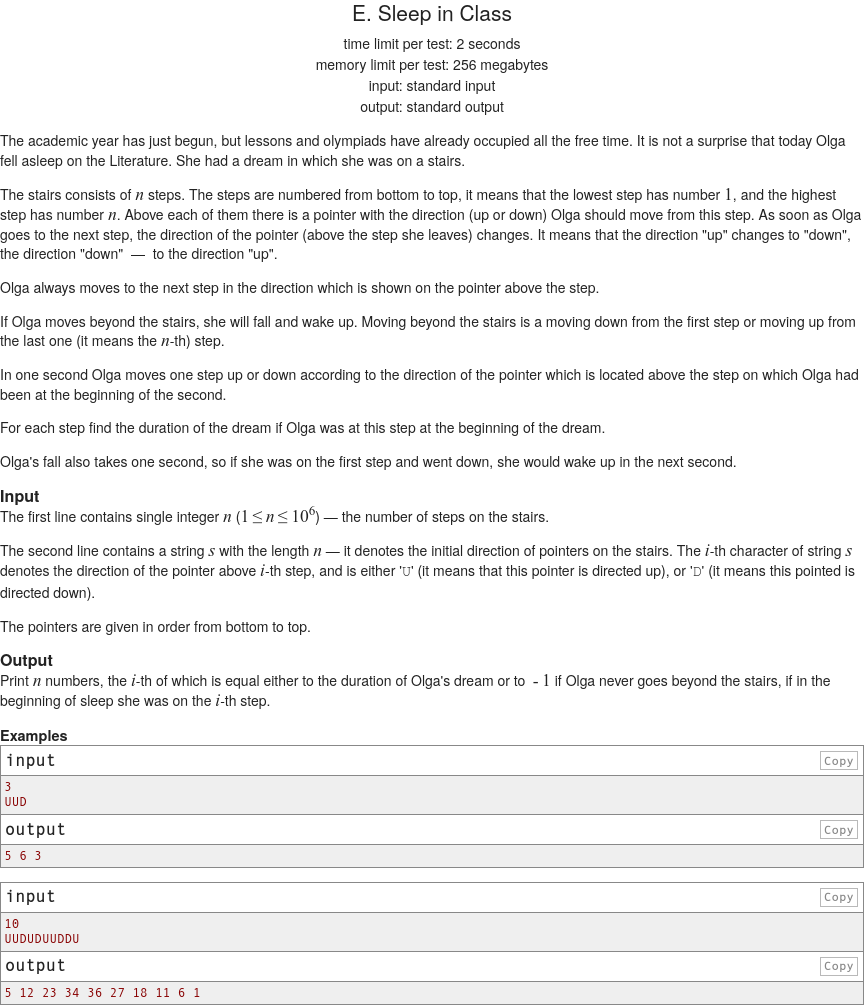 E. Sleep in Class
time limit per test: 2 seconds
memory limit per test: 256 megabytes
input: standard input
output: standard output
The academic year has just begun, but lessons and olympiads have already occupied all the free time. It is not a surprise that today Olga
fell asleep on the Literature. She had a dream in which she was on a stairs.
The stairs consists of n steps. The steps are numbered from bottom to top, it means that the lowest step has number 1, and the highest
step has number n. Above each of them there is a pointer with the direction (up or down) Olga should move from this step. As soon as Olga
goes to the next step, the direction of the pointer (above the step she leaves) changes. It means that the direction "up" changes to "down",
the direction "down"  —  to the direction "up".
Olga always moves to the next step in the direction which is shown on the pointer above the step.
If Olga moves beyond the stairs, she will fall and wake up. Moving beyond the stairs is a moving down from the first step or moving up from
the last one (it means the n-th) step.
In one second Olga moves one step up or down according to the direction of the pointer which is located above the step on which Olga had
been at the beginning of the second.
For each step find the duration of the dream if Olga was at this step at the beginning of the dream.
Olga's fall also takes one second, so if she was on the first step and went down, she would wake up in the next second.
Input
The first line contains single integer n (1 ≤ n ≤ 10^6) — the number of steps on the stairs.
The second line contains a string s with the length n — it denotes the initial direction of pointers on the stairs. The i-th character of string s
denotes the direction of the pointer above i-th step, and is either 'U' (it means that this pointer is directed up), or 'D' (it means this pointed is
directed down).
The pointers are given in order from bottom to top.
Output
Print n numbers, the i-th of which is equal either to the duration of Olga's dream or to  - 1 if Olga never goes beyond the stairs, if in the
beginning of sleep she was on the i-th step.
Examples
input Copy
3
UUD
output Copy
5 6 3
input Copy
10
UUDUDUUDDU
output Copy
5 12 23 34 36 27 18 11 6 1